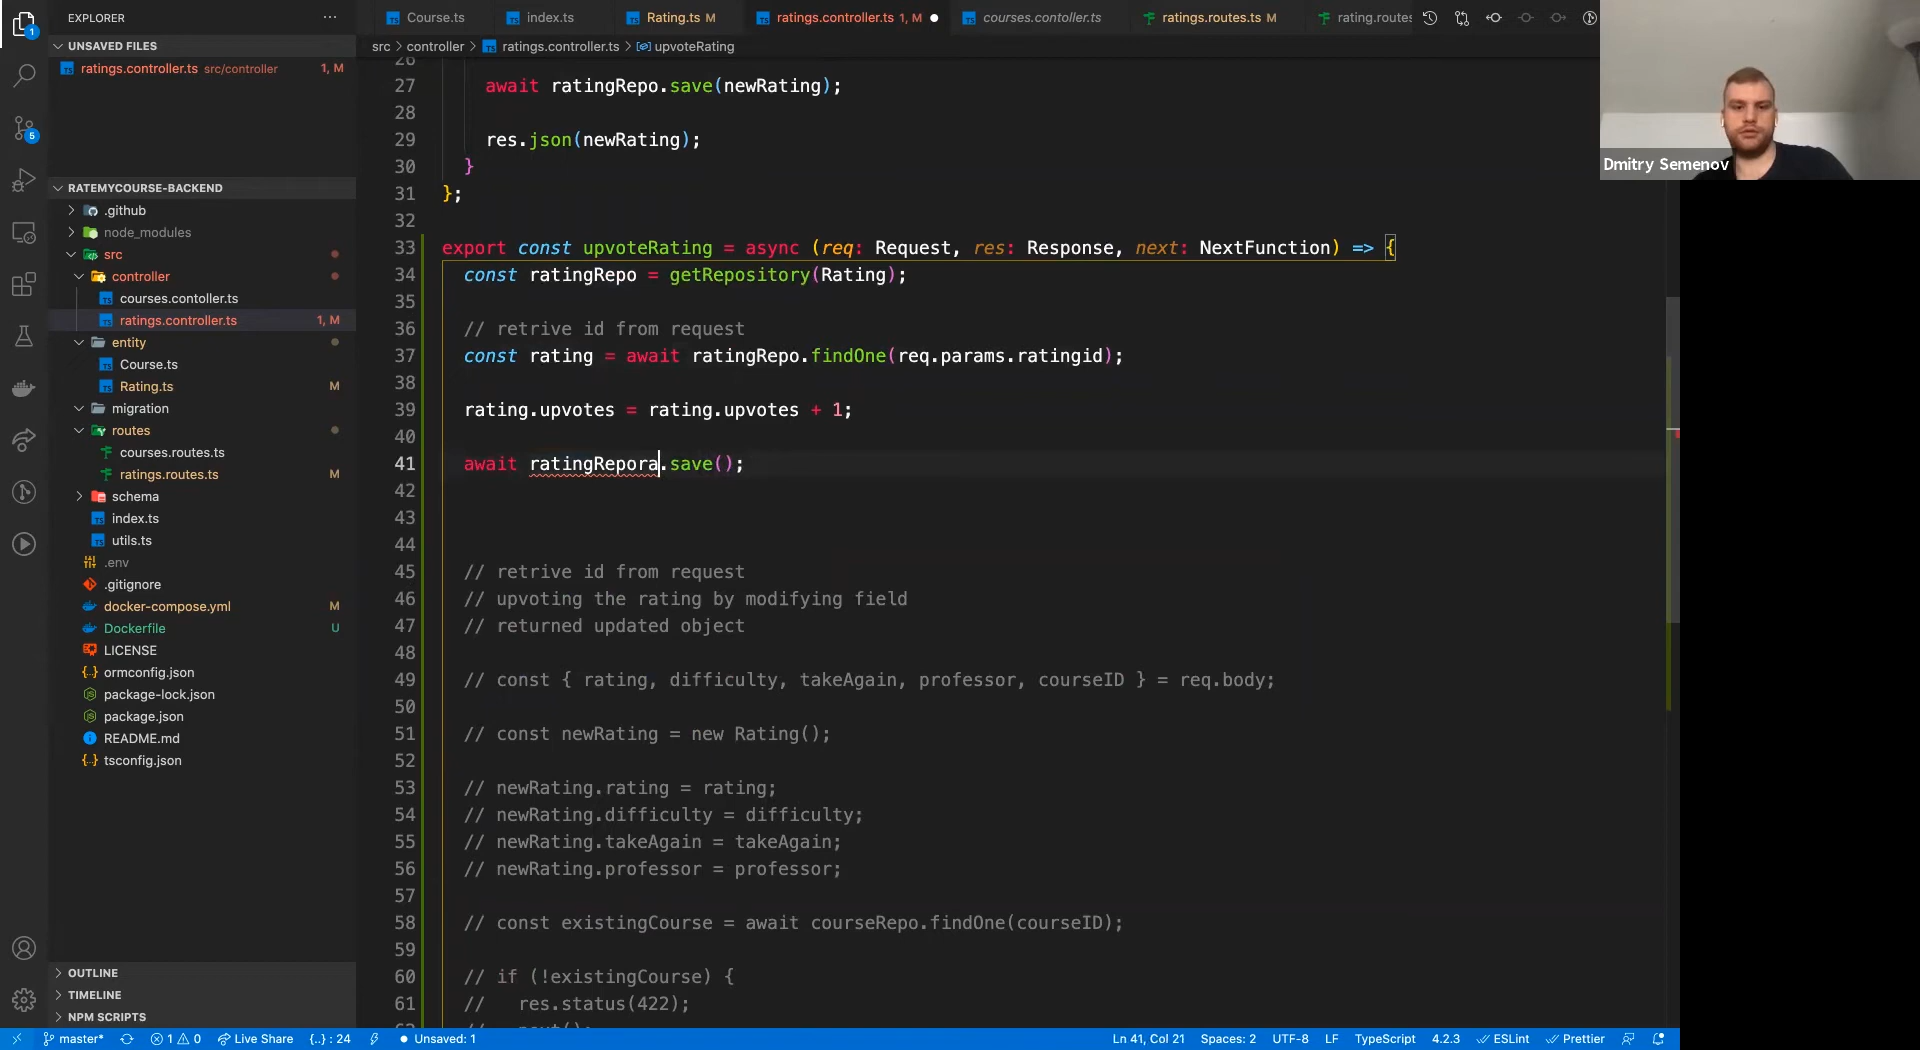 EXPLORER
UNSAVED FILES
ratings.controller.ts src/controller 1, M
RATEMYCOURSE-BACKEND
.github
node_modules
src
controller
courses.contoller.ts
ratings.controller.ts 1, M
entity
Course.ts
Rating.ts M
migration
routes
courses.routes.ts
ratings.routes.ts M
schema
index.ts
utils.ts
.env
.gitignore
docker-compose.yml M
Dockerfile U
LICENSE
ormconfig.json
package-lock.json
package.json
README.md
tsconfig.json
OUTLINE
TIMELINE
NPM SCRIPTS
1
5
Course.ts index.ts Rating.ts M ratings.controller.ts 1, M courses.contoller.ts ratings.routes.ts M rating.routes
src > controller > ratings.controller.ts > upvoteRating
26
27 await ratingRepo.save(newRating);
28
29 res.json(newRating);
30 }
31 };
32
33 export const upvoteRating = async (req: Request, res: Response, next: NextFunction) => {
34 const ratingRepo = getRepository(Rating);
35
36 // retrive id from request
37 const rating = await ratingRepo.findOne(req.params.ratingid);
38
39 rating.upvotes = rating.upvotes + 1;
40
41 await ratingRepora.save();
42
43
44
45 // retrive id from request
46 // upvoting the rating by modifying field
47 // returned updated object
48
49 // const { rating, difficulty, takeAgain, professor, courseID } = req.body;
50
51 // const newRating = new Rating();
52
53 // newRating.rating = rating;
54 // newRating.difficulty = difficulty;
55 // newRating.takeAgain = takeAgain;
56 // newRating.professor = professor;
57
58 // const existingCourse = await courseRepo.findOne(courseID);
59
60 // if (!existingCourse) {
61 // res.status(422);
62 // next();
Dmitry Semenov
master* 1 0 Live Share {..} : 24 Unsaved: 1 Ln 41, Col 21 Spaces: 2 UTF-8 LF TypeScript 4.2.3 ESLint Prettier